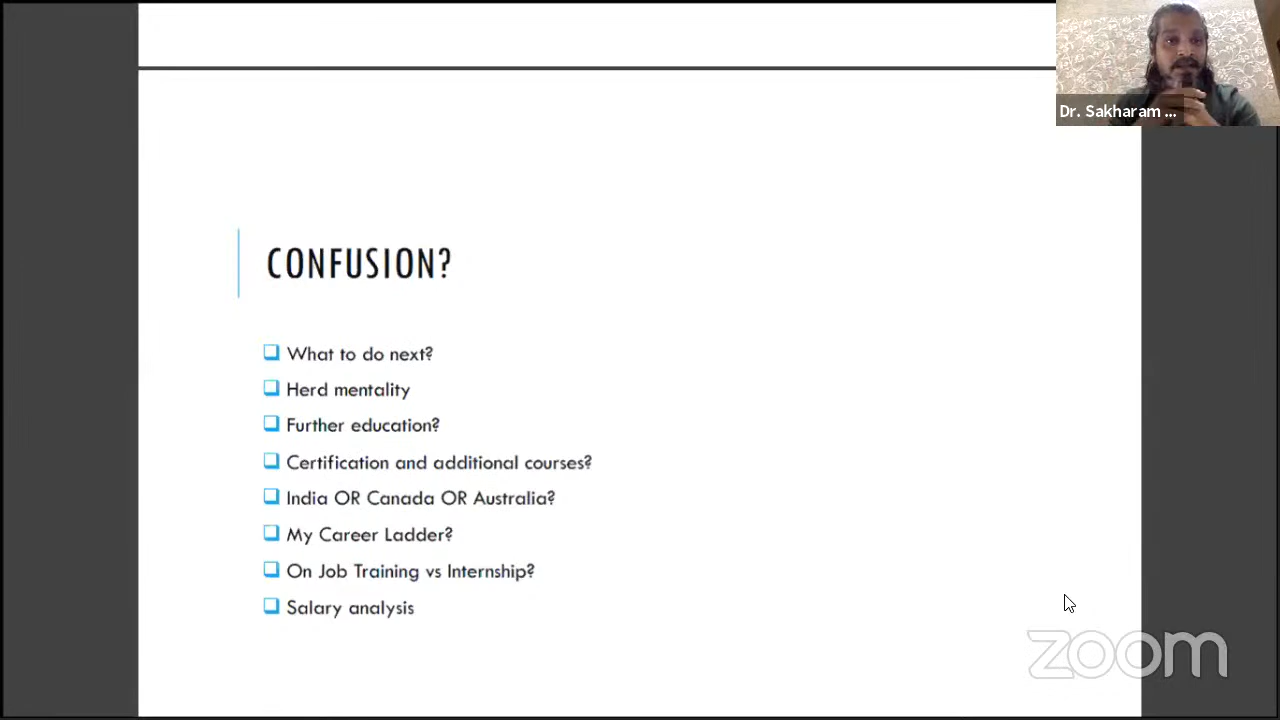 Dr. Sakharam ...
CONFUSION?
What to do next?
Herd mentality
Further education?
Certification and additional courses?
India OR Canada OR Australia?
My Career Ladder?
On Job Training vs Internship?
Salary analysis
zoom